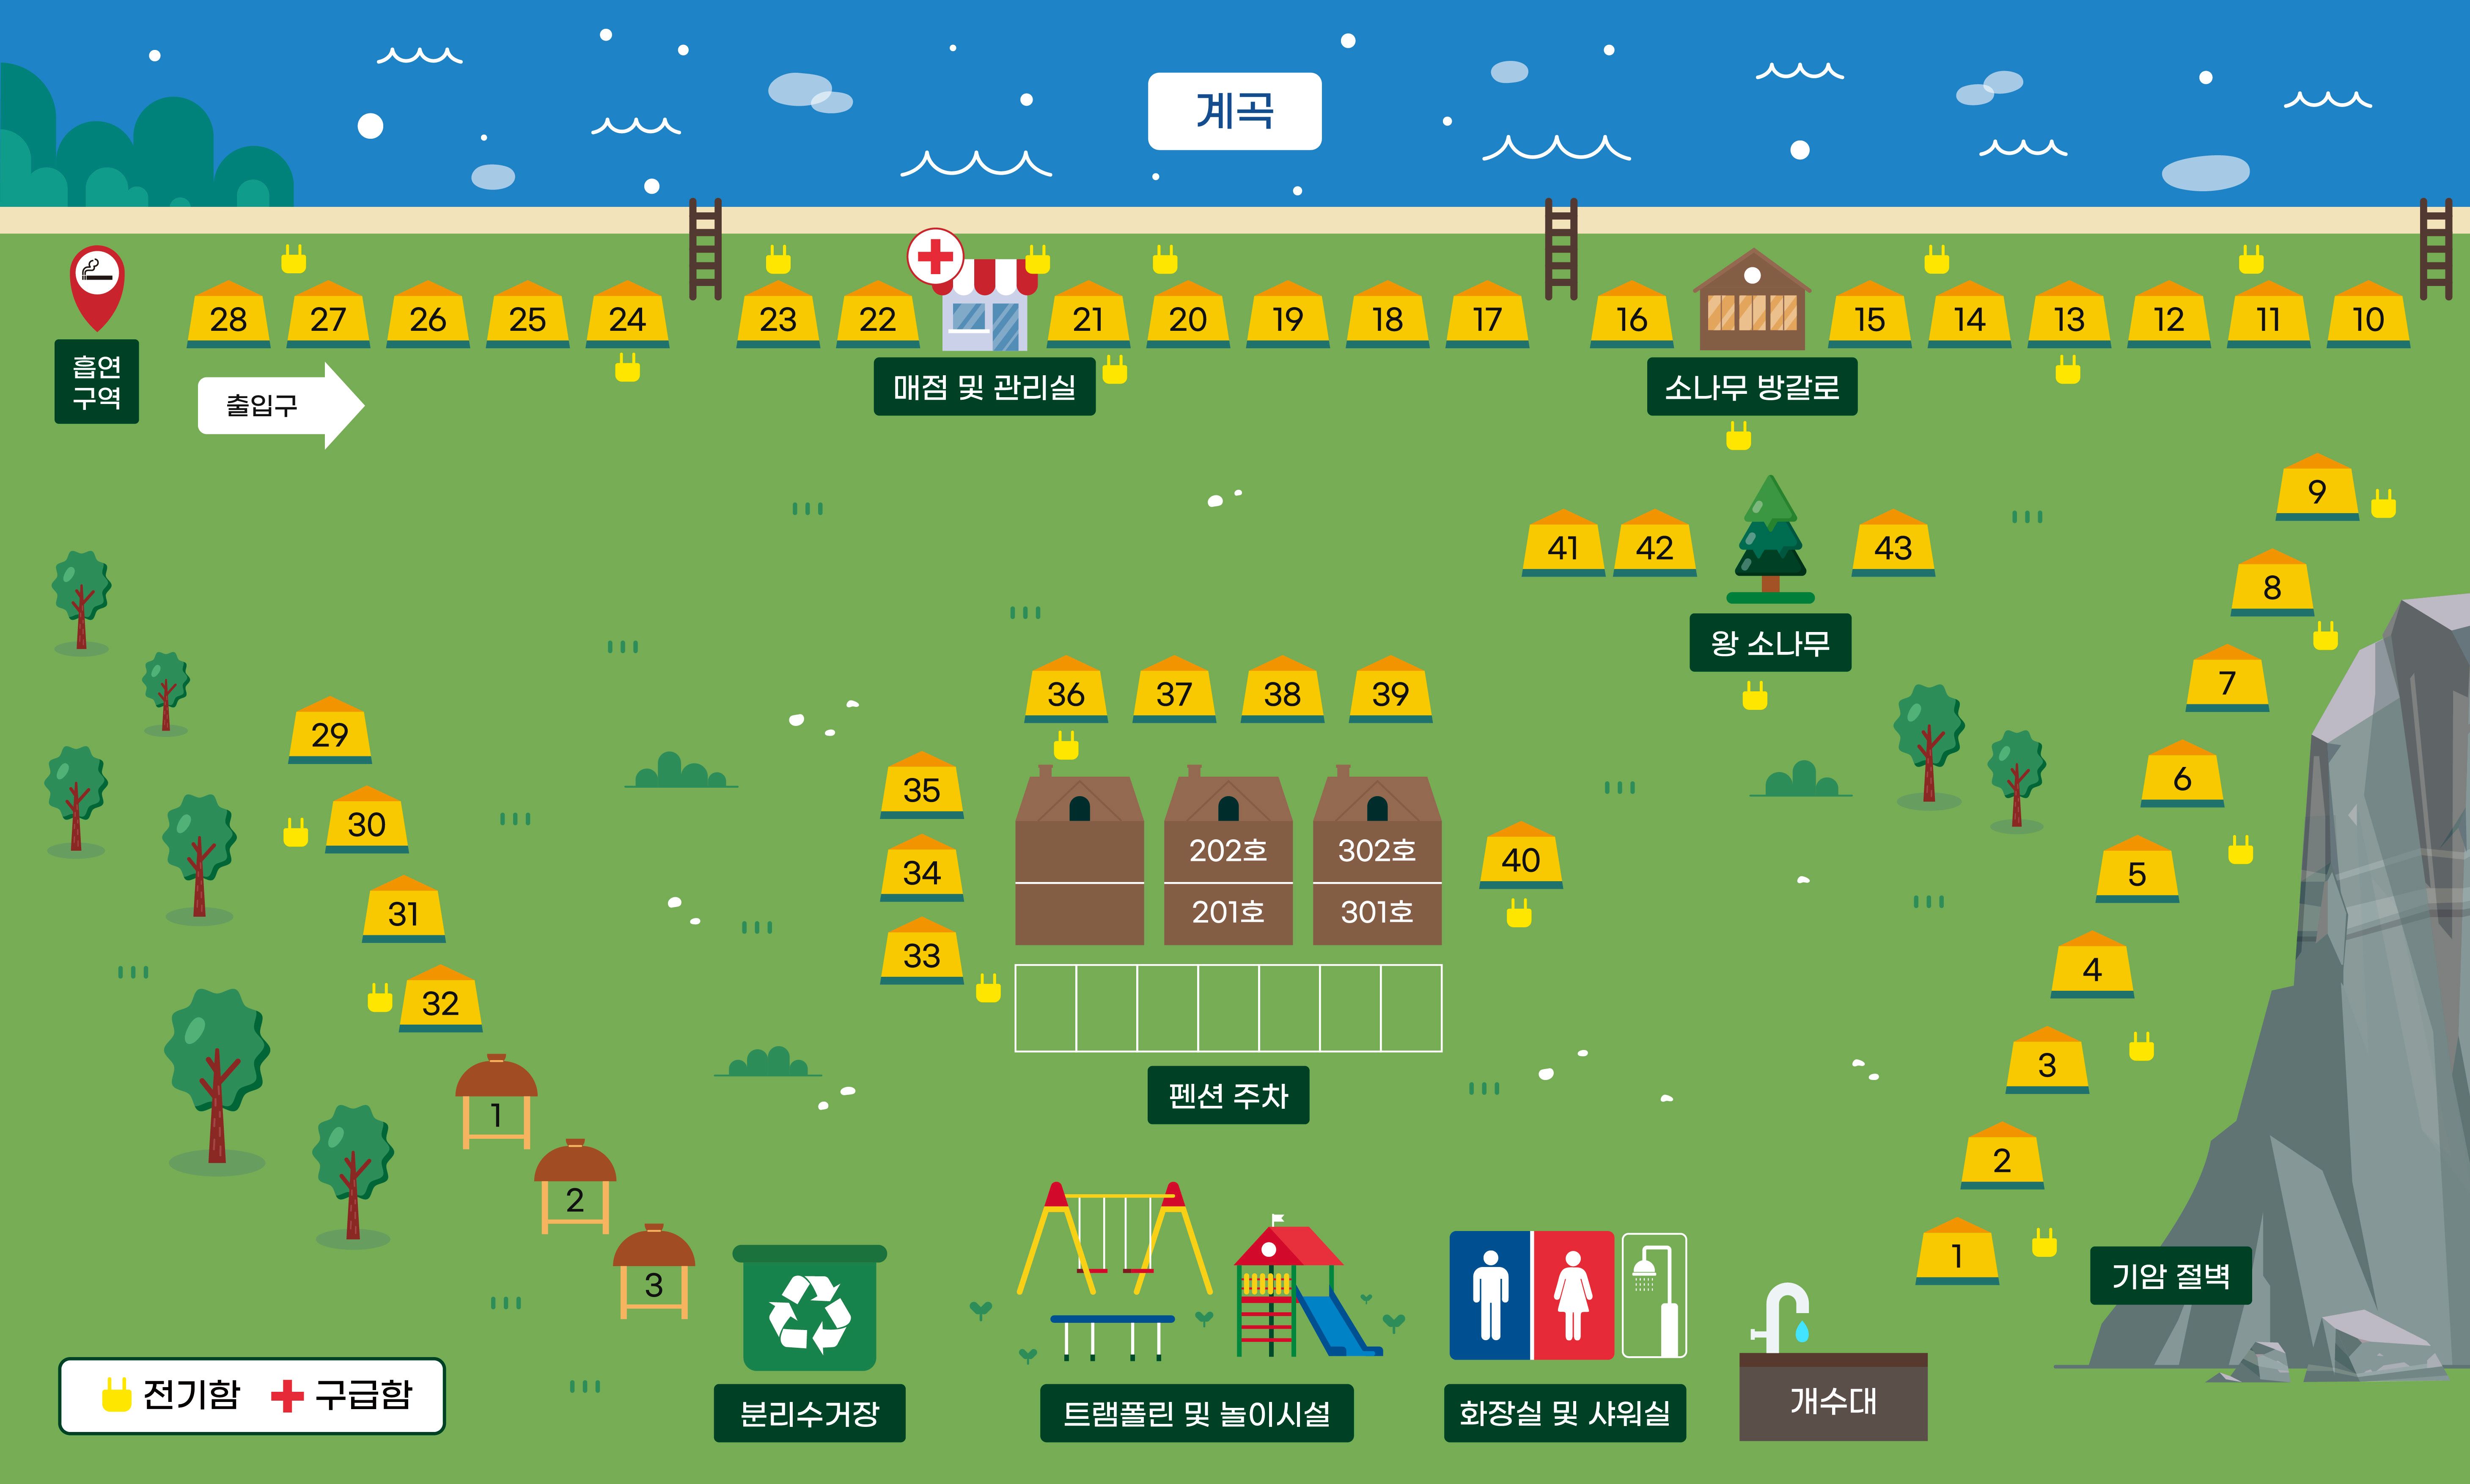 계곡
28
27
26
25
24
23
22
21
20
19
18
17
16
15
14
13
12
11
10
흡연
구역
출입구
매점 및 관리실
소나무 방갈로
9
41
42
43
8
왕 소나무
36
37
38
39
7
29
35
6
30
34
202호
302호
40
5
31
33
201호
301호
4
32
3
1
펜션 주차
2
2
3
1
기암 절벽
전기함
구급함
분리수거장
트램폴린 및 놀이시설
화장실 및 샤워실
개수대